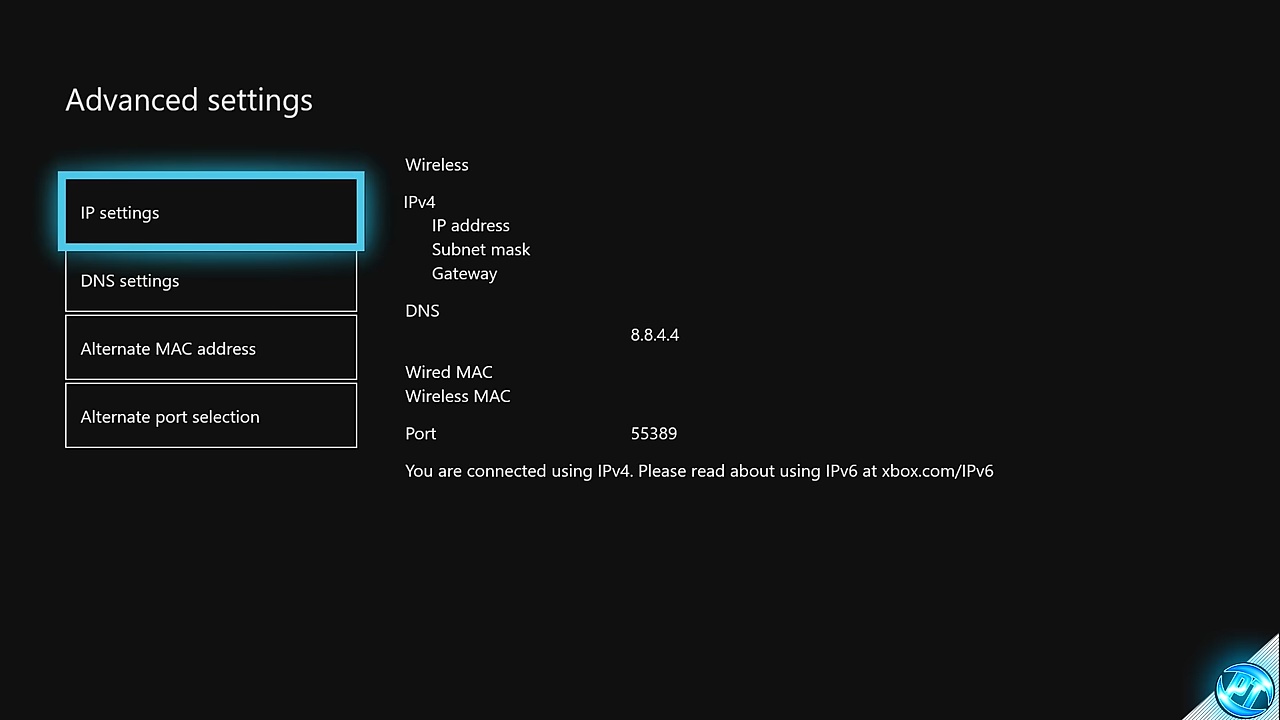 Advanced settings
IP settings
DNS settings
Alternate MAC address
Alternate port selection
Wireless
IPv4
IP address
Subnet mask
Gateway
DNS
8.8.4.4
Wired MAC
Wireless MAC
Port 55389
You are connected using IPv4. Please read about using IPv6 at xbox.com/IPv6
PT